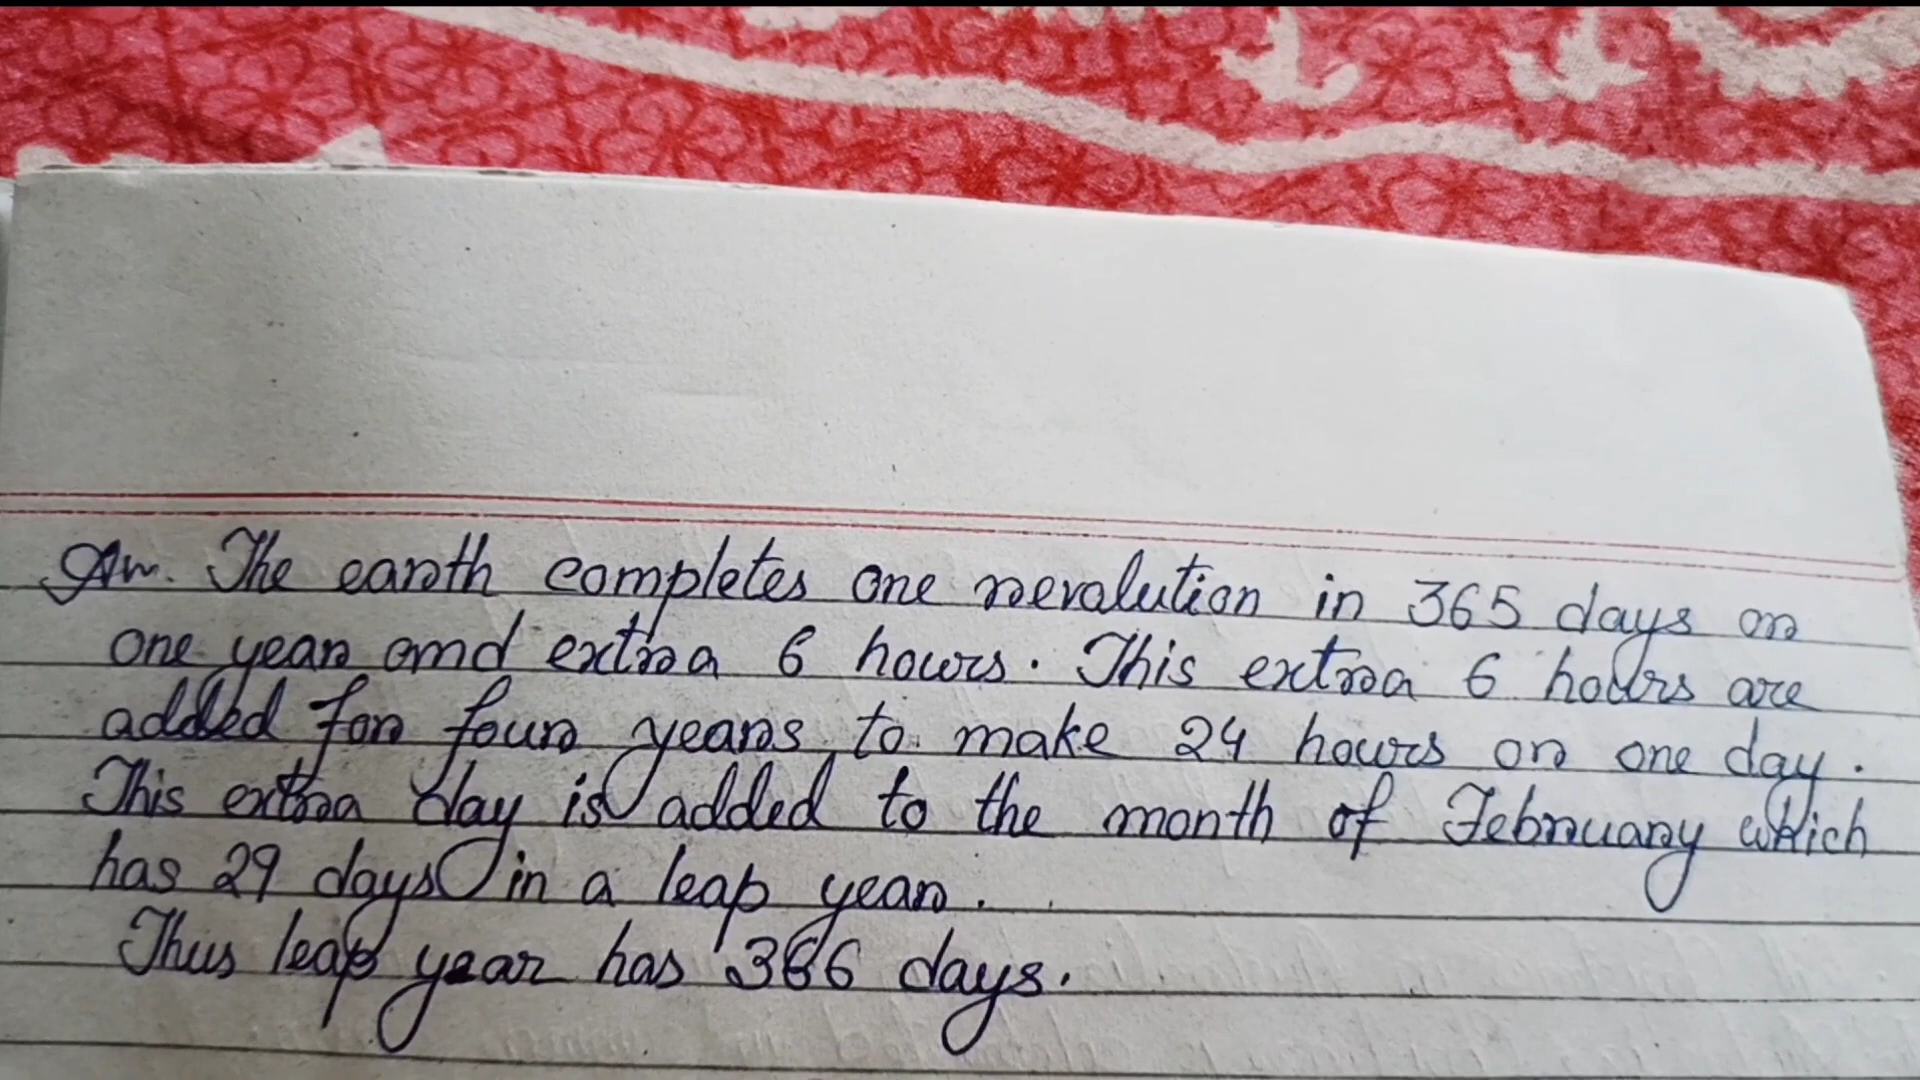 Ans. The earth completes one revolution in 365 days or
one year and extra 6 hours. This extra 6 hours are
added for four years to make 24 hours or one day.
This extra day is added to the month of February which
has 29 days in a leap year.
Thus leap year has 366 days.